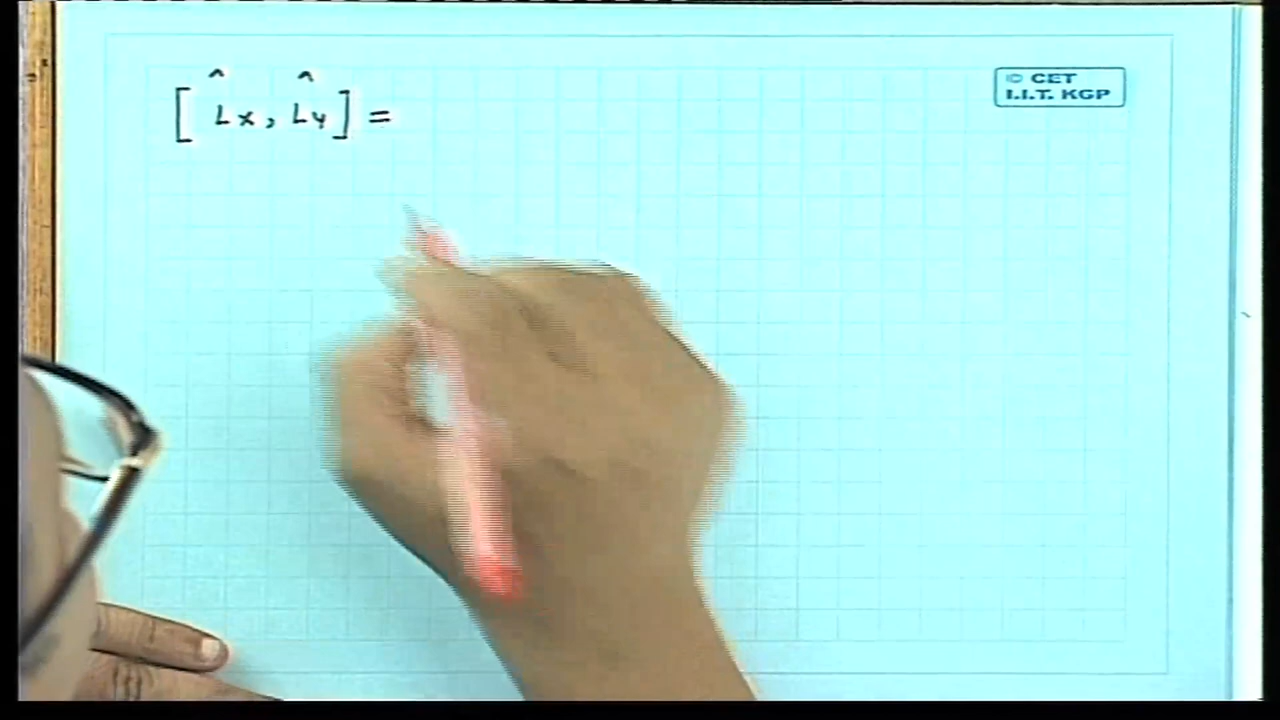 [ L̂x, L̂y ] =
© CET
I.I.T. KGP